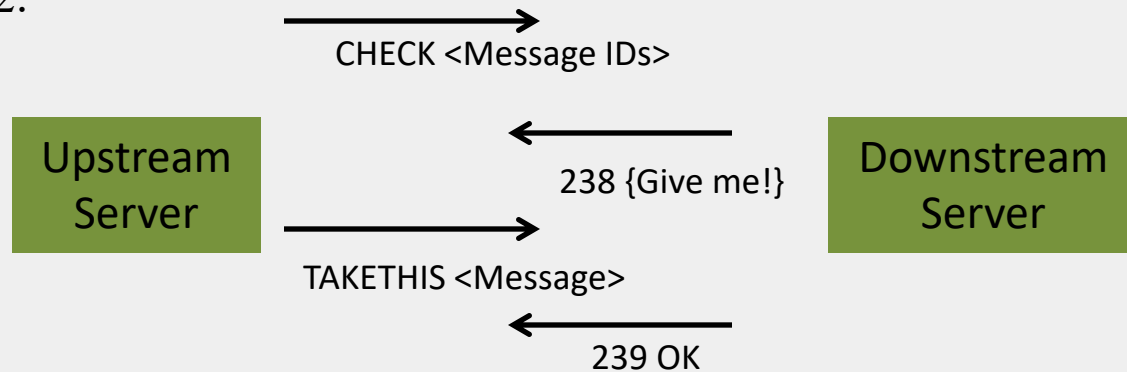 2.
CHECK <Message IDs>
Upstream
Server
238 {Give me!}
Downstream
Server
TAKETHIS <Message>
239 OK